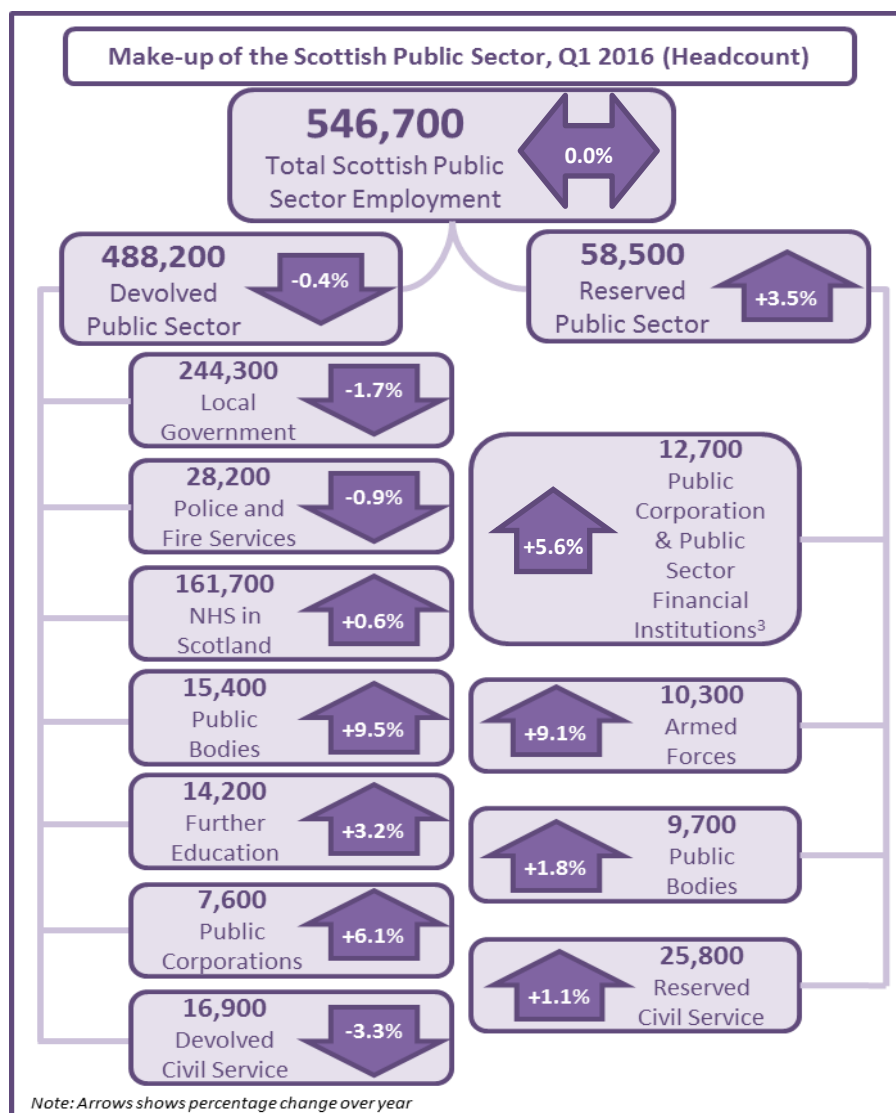 Make-up of the Scottish Public Sector, Q1 2016 (Headcount)
546,700
Total Scottish Public
Sector Employment
0.0%
488,200
Devolved
Public Sector
-0.4%
58,500
Reserved
Public Sector
+3.5%
244,300
Local
Government
-1.7%
28,200
Police and
Fire Services
-0.9%
161,700
NHS in
Scotland
+0.6%
15,400
Public
Bodies
+9.5%
14,200
Further
Education
+3.2%
7,600
Public
Corporations
+6.1%
16,900
Devolved
Civil Service
-3.3%
12,700
Public
Corporation
& Public
Sector
Financial
Institutions³
+5.6%
10,300
Armed
Forces
+9.1%
9,700
Public
Bodies
+1.8%
25,800
Reserved
Civil Service
+1.1%
Note: Arrows shows percentage change over year